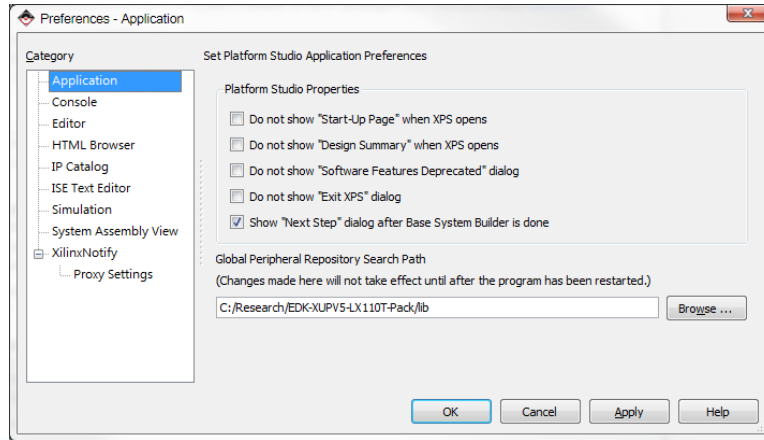 Preferences - Application
Category
Application
Console
Editor
HTML Browser
IP Catalog
ISE Text Editor
Simulation
System Assembly View
XilinxNotify
Proxy Settings
Set Platform Studio Application Preferences
Platform Studio Properties
Do not show "Start-Up Page" when XPS opens
Do not show "Design Summary" when XPS opens
Do not show "Software Features Deprecated" dialog
Do not show "Exit XPS" dialog
Show "Next Step" dialog after Base System Builder is done
Global Peripheral Repository Search Path
(Changes made here will not take effect until after the program has been restarted.)
C:/Research/EDK-XUPV5-LX110T-Pack/lib
Browse ...
OK Cancel Apply Help